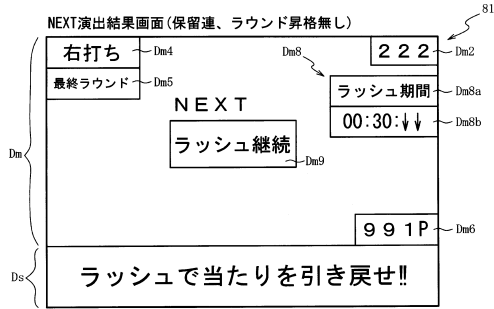 NEXT演出結果画面(保留連、ラウンド昇格無し)
81
右打ち
Dm4
Dm8
222
Dm2
最終ラウンド
Dm5
ラッシュ期間
Dm8a
NEXT
00:30:↓↓
Dm8b
Dm
ラッシュ継続
Dm9
991P
Dm6
Ds
ラッシュで当たりを引き戻せ!!